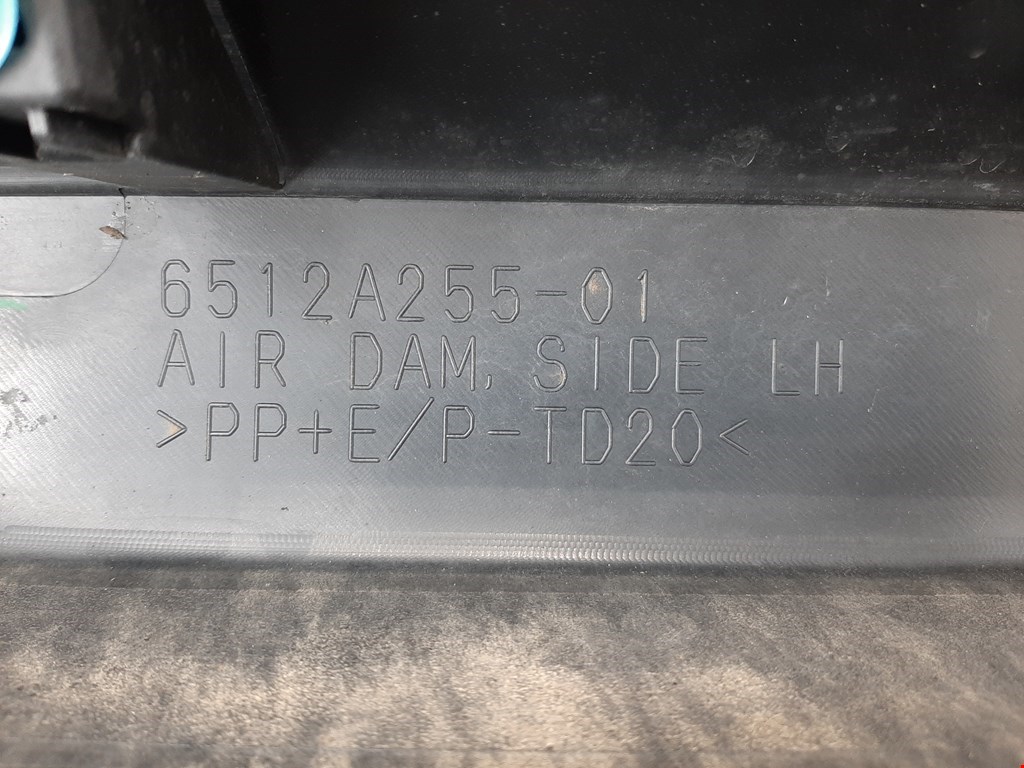 6512A255-01
AIR DAM, SIDE LH
>PP+E/P-TD20<